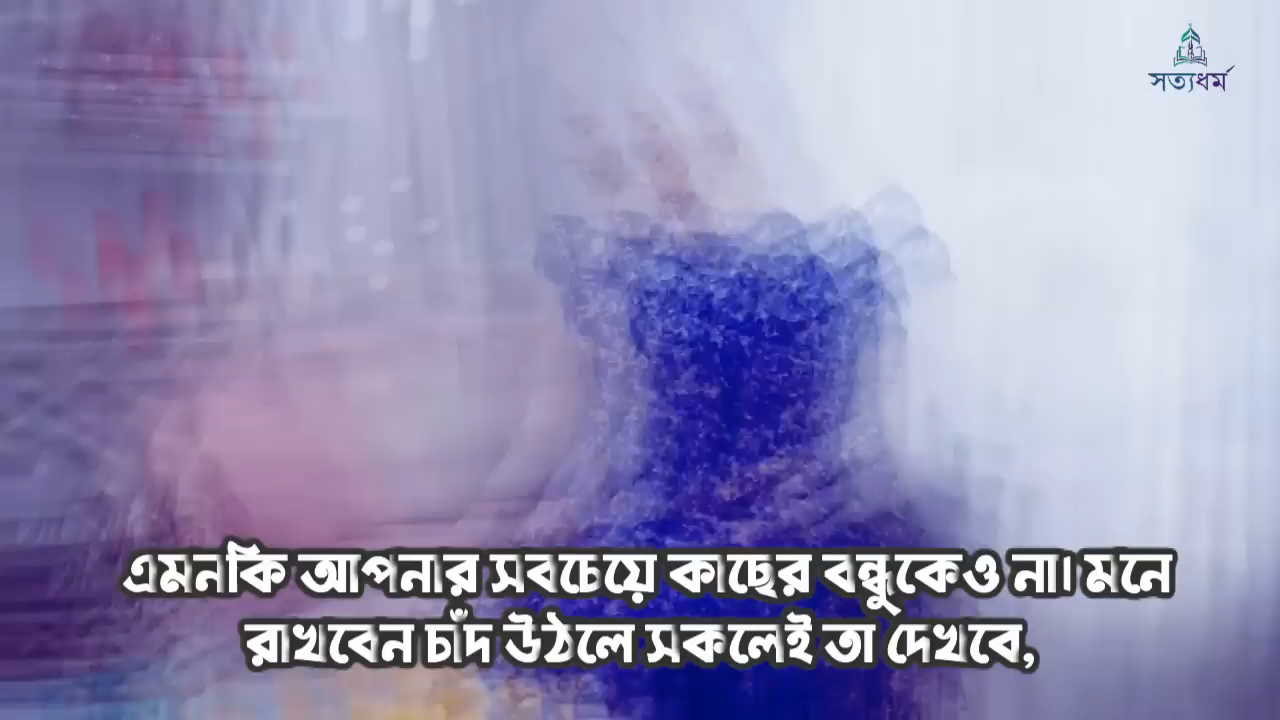 সত্যধর্ম
এমনকি আপনার সবচেয়ে কাছের বন্ধুকেও না। মনে
রাখবেন চাঁদ উঠলে সকলেই তা দেখবে,